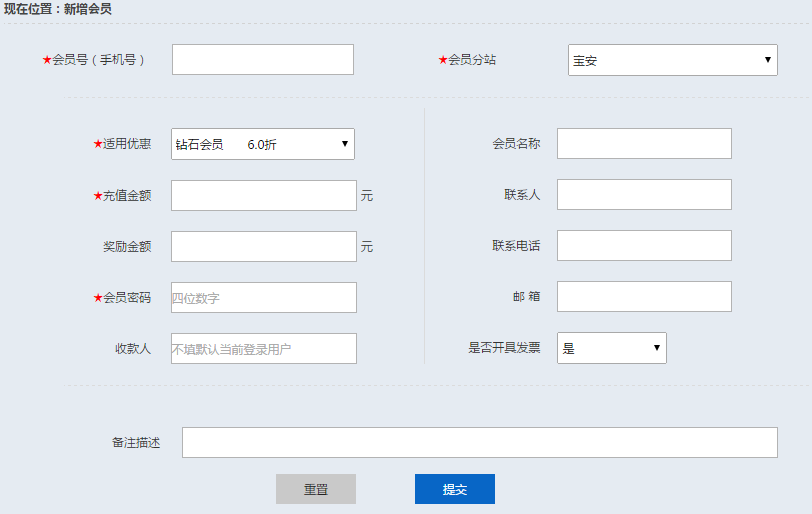 现在位置：新增会员
★会员号（手机号） ★会员分站 宝安
★适用优惠 钻石会员 6.0折 会员名称
★充值金额 元 联系人
奖励金额 元 联系电话
★会员密码 四位数字 邮 箱
收款人 不填默认当前登录用户 是否开具发票 是
备注描述
重置 提交